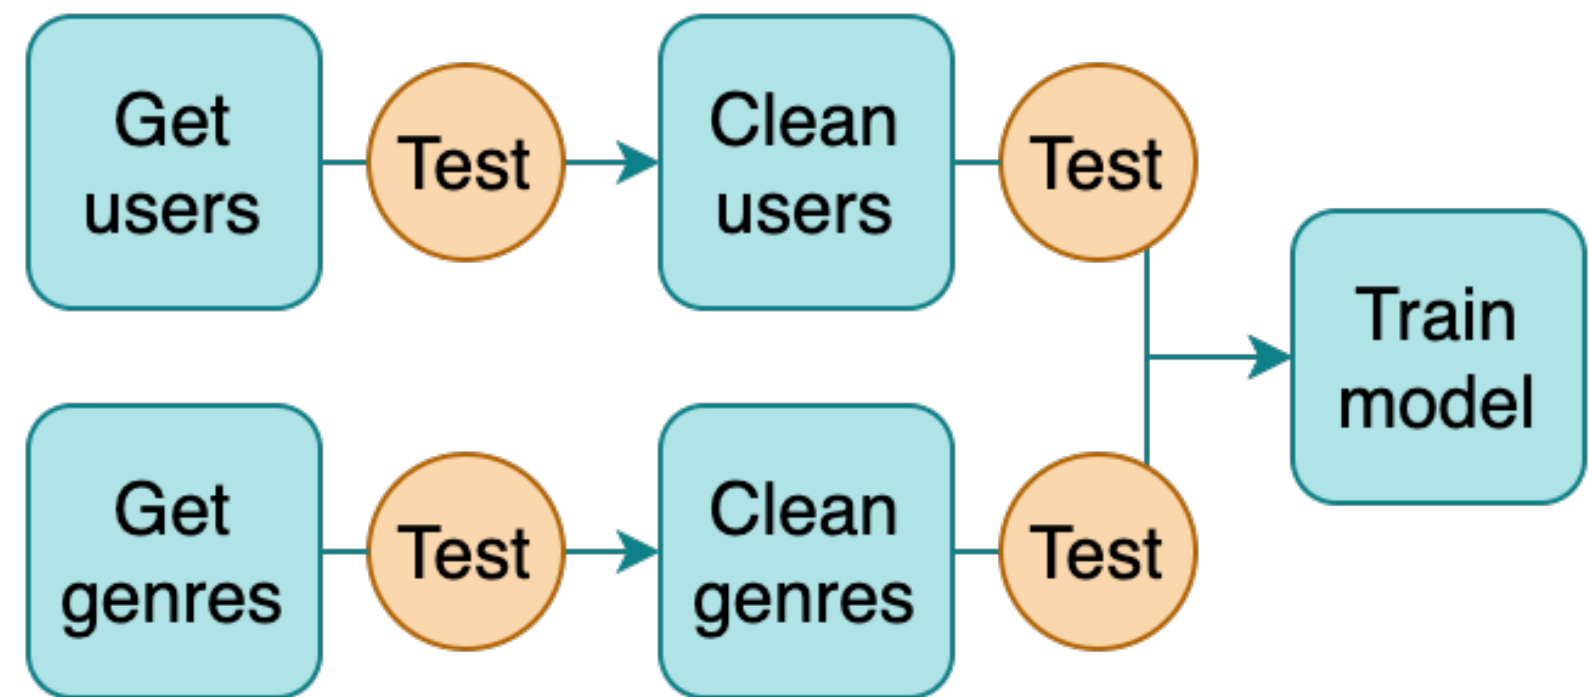 Get
users
Test
Clean
users
Test
Train
model
Get
genres
Test
Clean
genres
Test